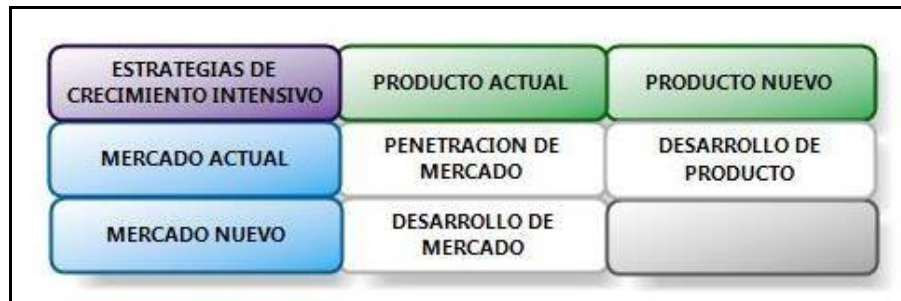 ESTRATEGIAS DE
CRECIMIENTO INTENSIVO
PRODUCTO ACTUAL
PRODUCTO NUEVO
MERCADO ACTUAL
PENETRACION DE
MERCADO
DESARROLLO DE
PRODUCTO
MERCADO NUEVO
DESARROLLO DE
MERCADO